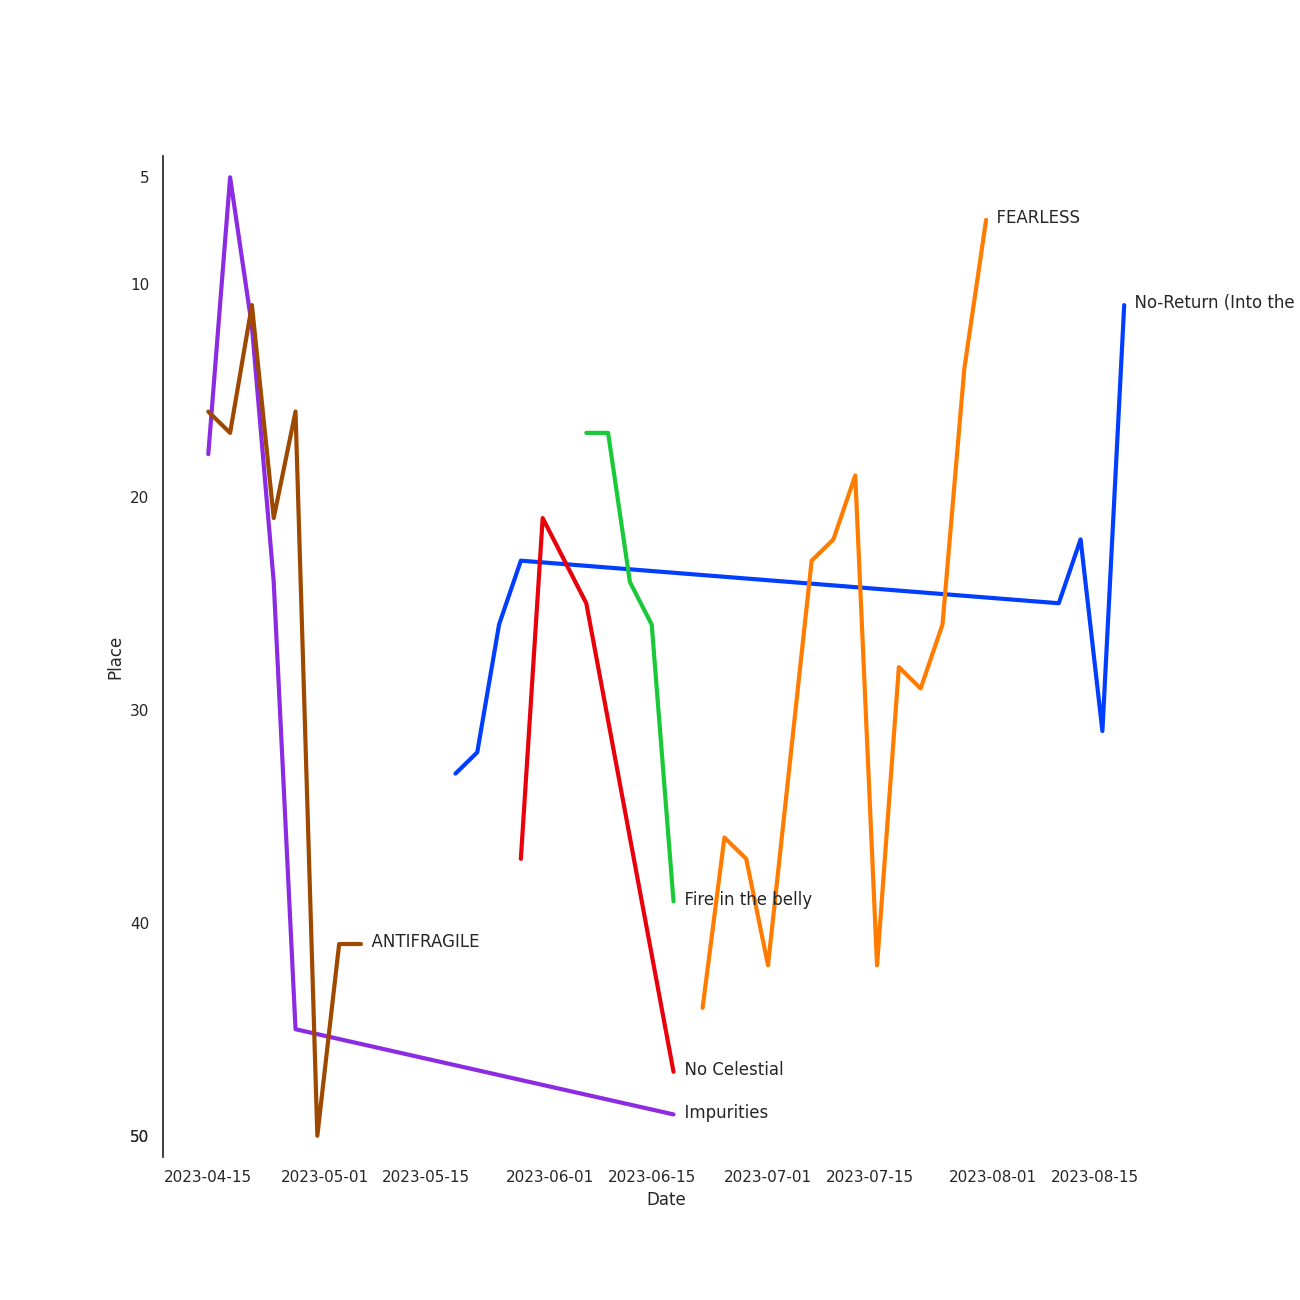 5
FEARLESS
10
No-Return (Into the
20
30
Place
Fire in the belly
40
ANTIFRAGILE
No Celestial
Impurities
50
2023-04-15 2023-05-01 2023-05-15 2023-06-01 2023-06-15 2023-07-01 2023-07-15 2023-08-01 2023-08-15
Date